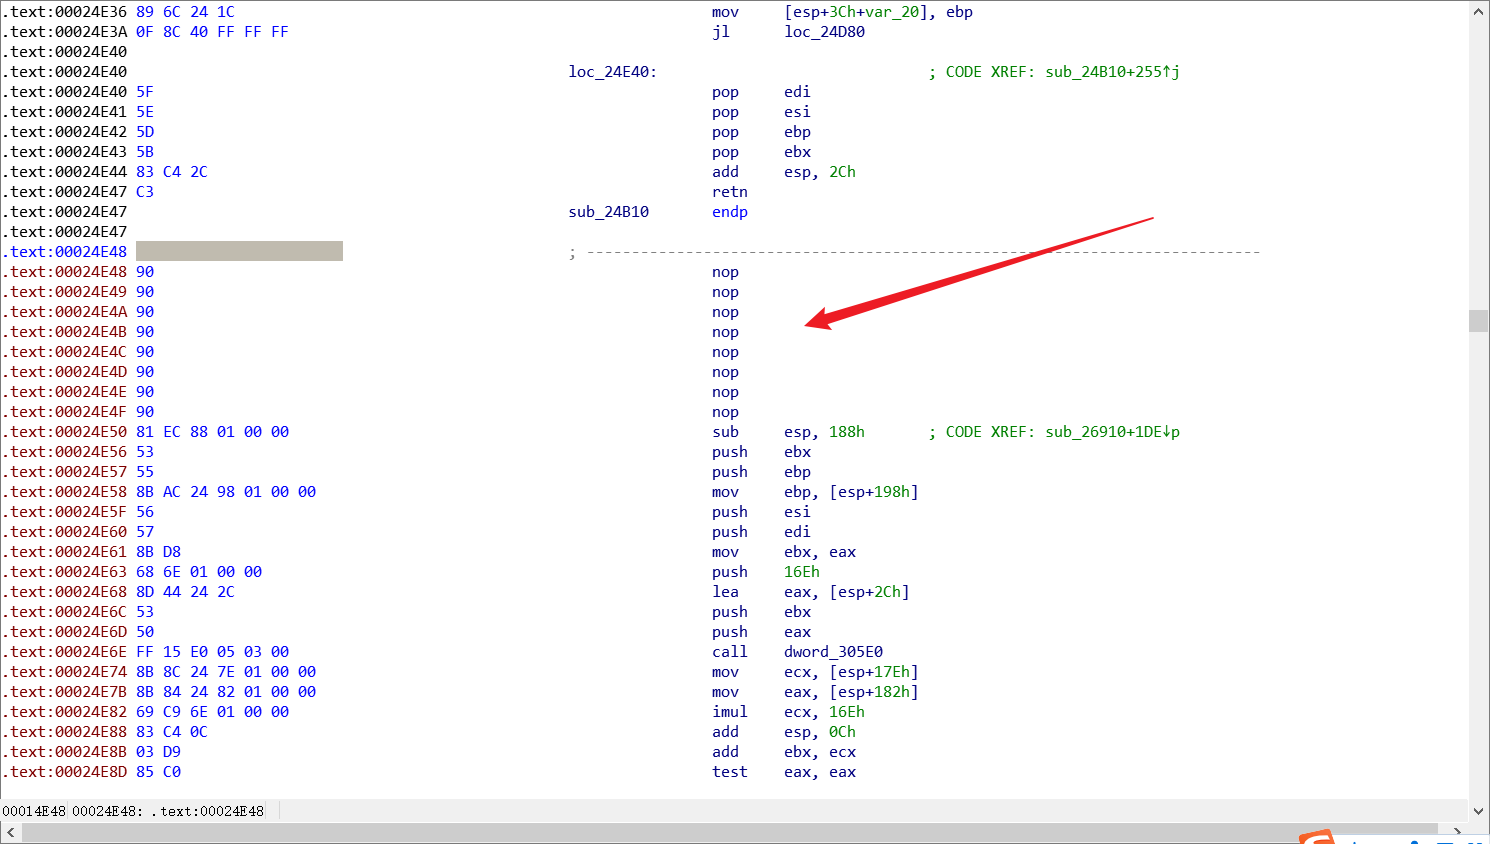 .text:00024E36 89 6C 24 1C mov [esp+3Ch+var_20], ebp
.text:00024E3A 0F 8C 40 FF FF FF jl loc_24D80
.text:00024E40
.text:00024E40 loc_24E40: ; CODE XREF: sub_24B10+255↑j
.text:00024E40 5F pop edi
.text:00024E41 5E pop esi
.text:00024E42 5D pop ebp
.text:00024E43 5B pop ebx
.text:00024E44 83 C4 2C add esp, 2Ch
.text:00024E47 C3 retn
.text:00024E47 sub_24B10 endp
.text:00024E47
.text:00024E48 ; ---------------------------------------------------------------------------
.text:00024E48 90 nop
.text:00024E49 90 nop
.text:00024E4A 90 nop
.text:00024E4B 90 nop
.text:00024E4C 90 nop
.text:00024E4D 90 nop
.text:00024E4E 90 nop
.text:00024E4F 90 nop
.text:00024E50 81 EC 88 01 00 00 sub esp, 188h ; CODE XREF: sub_26910+1DE↓p
.text:00024E56 53 push ebx
.text:00024E57 55 push ebp
.text:00024E58 8B AC 24 98 01 00 00 mov ebp, [esp+198h]
.text:00024E5F 56 push esi
.text:00024E60 57 push edi
.text:00024E61 8B D8 mov ebx, eax
.text:00024E63 68 6E 01 00 00 push 16Eh
.text:00024E68 8D 44 24 2C lea eax, [esp+2Ch]
.text:00024E6C 53 push ebx
.text:00024E6D 50 push eax
.text:00024E6E FF 15 E0 05 03 00 call dword_305E0
.text:00024E74 8B 8C 24 7E 01 00 00 mov ecx, [esp+17Eh]
.text:00024E7B 8B 84 24 82 01 00 00 mov eax, [esp+182h]
.text:00024E82 69 C9 6E 01 00 00 imul ecx, 16Eh
.text:00024E88 83 C4 0C add esp, 0Ch
.text:00024E8B 03 D9 add ebx, ecx
.text:00024E8D 85 C0 test eax, eax
00014E48 00024E48: .text:00024E48